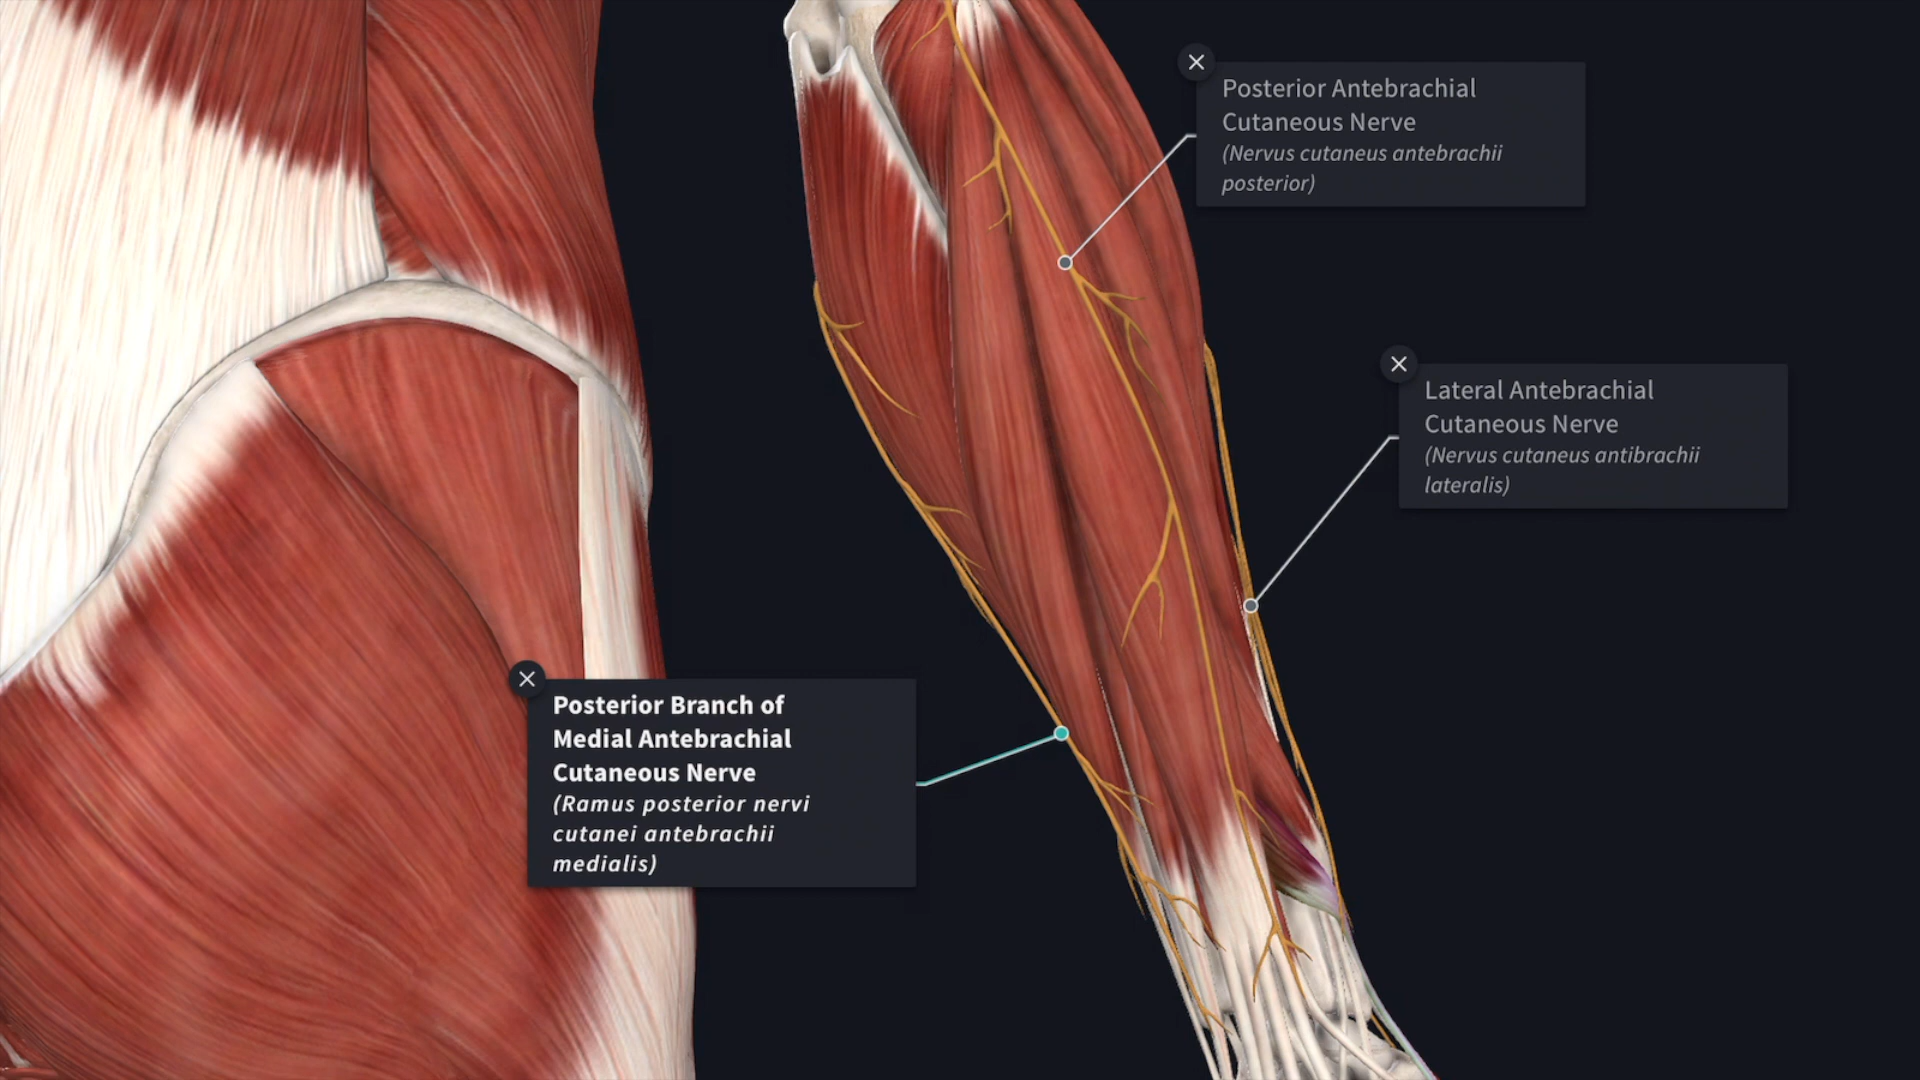 Posterior Antebrachial
Cutaneous Nerve
(Nervus cutaneus antebrachii
posterior)
Lateral Antebrachial
Cutaneous Nerve
(Nervus cutaneus antibrachii
lateralis)
Posterior Branch of
Medial Antebrachial
Cutaneous Nerve
(Ramus posterior nervi
cutanei antebrachii
medialis)